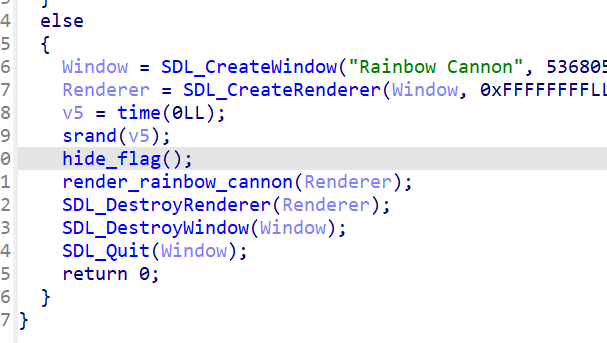 4 else
5 {
6 Window = SDL_CreateWindow("Rainbow Cannon", 536805
7 Renderer = SDL_CreateRenderer(Window, 0xFFFFFFFFLL
8 v5 = time(0LL);
9 srand(v5);
0 hide_flag();
1 render_rainbow_cannon(Renderer);
2 SDL_DestroyRenderer(Renderer);
3 SDL_DestroyWindow(Window);
4 SDL_Quit(Window);
5 return 0;
6 }
7 }